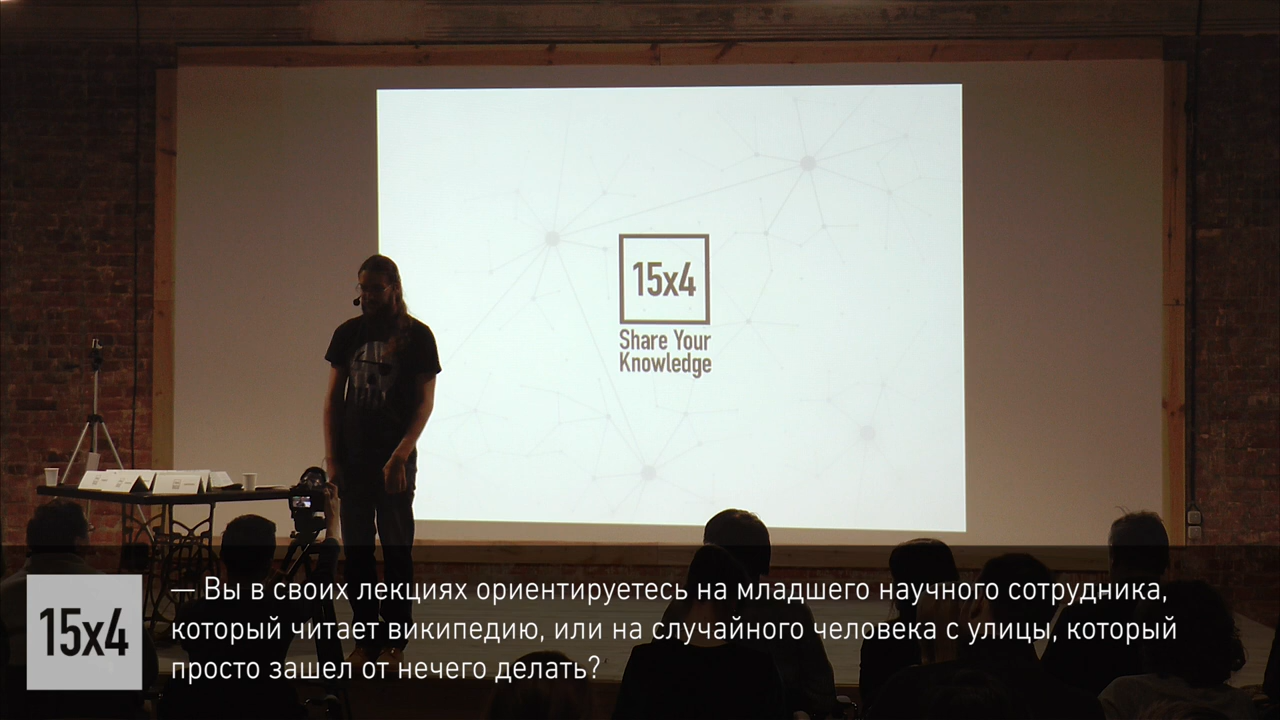 15x4
Share Your
Knowledge
15x4
— Вы в своих лекциях ориентируетесь на младшего научного сотрудника,
который читает википедию, или на случайного человека с улицы, который
просто зашел от нечего делать?